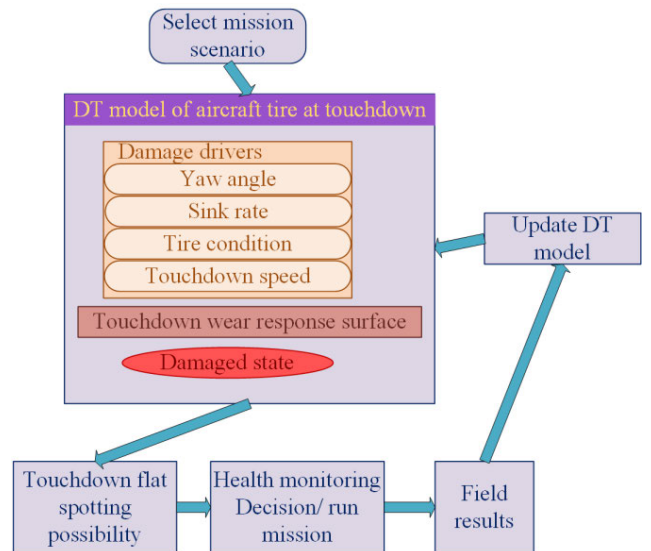 Select mission
scenario
DT model of aircraft tire at touchdown
Damage drivers
Yaw angle
Sink rate
Tire condition
Touchdown speed
Touchdown wear response surface
Damaged state
Update DT
model
Touchdown flat
spotting
possibility
Health monitoring
Decision/ run
mission
Field
results